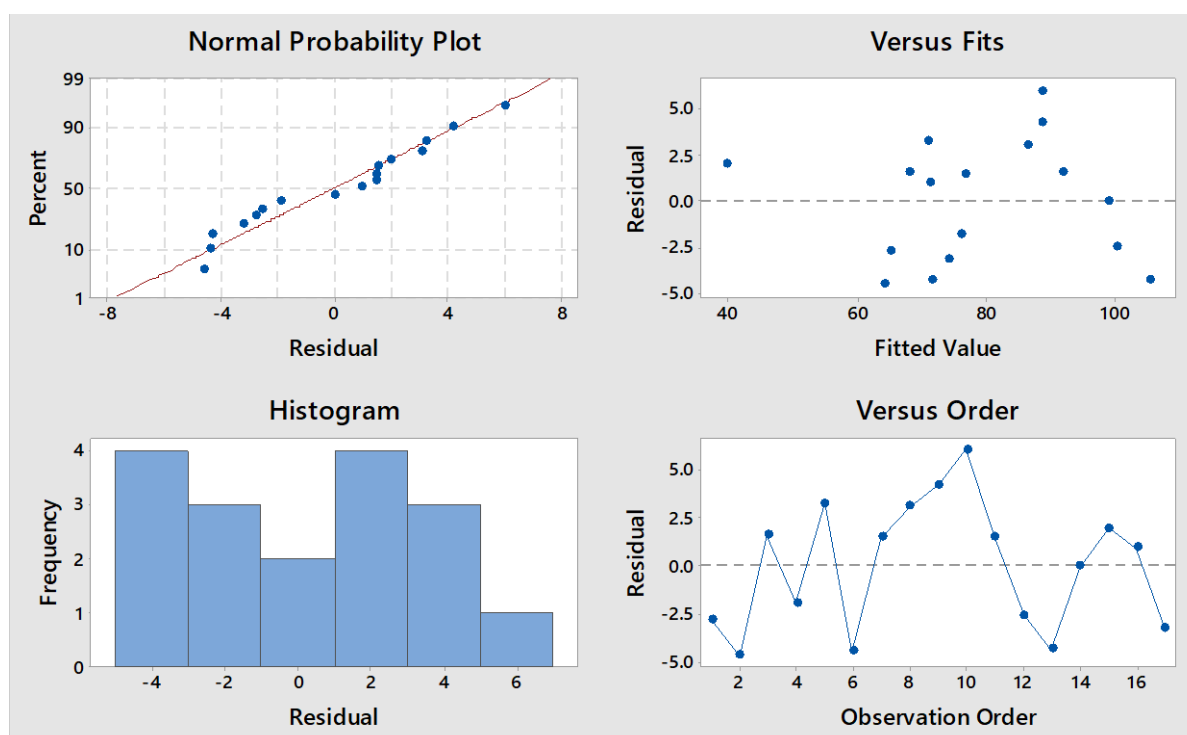 Normal Probability Plot
Percent
99
90
50
10
1
-8 -4 0 4 8
Residual
Versus Fits
Residual
5.0
2.5
0.0
-2.5
-5.0
40 60 80 100
Fitted Value
Histogram
Frequency
4
3
2
1
0
-4 -2 0 2 4 6
Residual
Versus Order
Residual
5.0
2.5
0.0
-2.5
-5.0
2 4 6 8 10 12 14 16
Observation Order